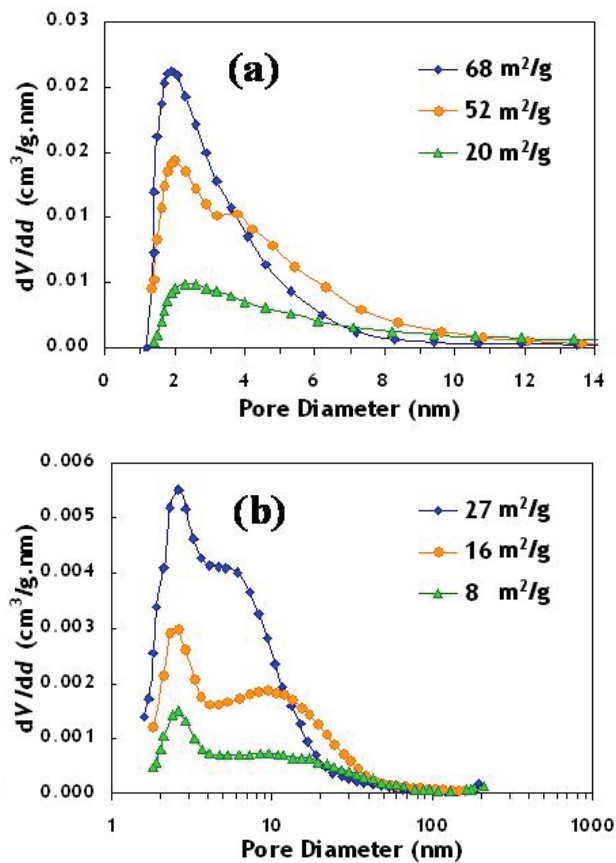 (a)
68 m²/g
52 m²/g
20 m²/g
dV/dd (cm³/g.nm)
0.03
0.02
0.02
0.01
0.01
0.00
0 2 4 6 8 10 12 14
Pore Diameter (nm)
(b)
27 m²/g
16 m²/g
8 m²/g
dV/dd (cm³/g.nm)
0.006
0.005
0.004
0.003
0.002
0.001
0.000
1 10 100 1000
Pore Diameter (nm)